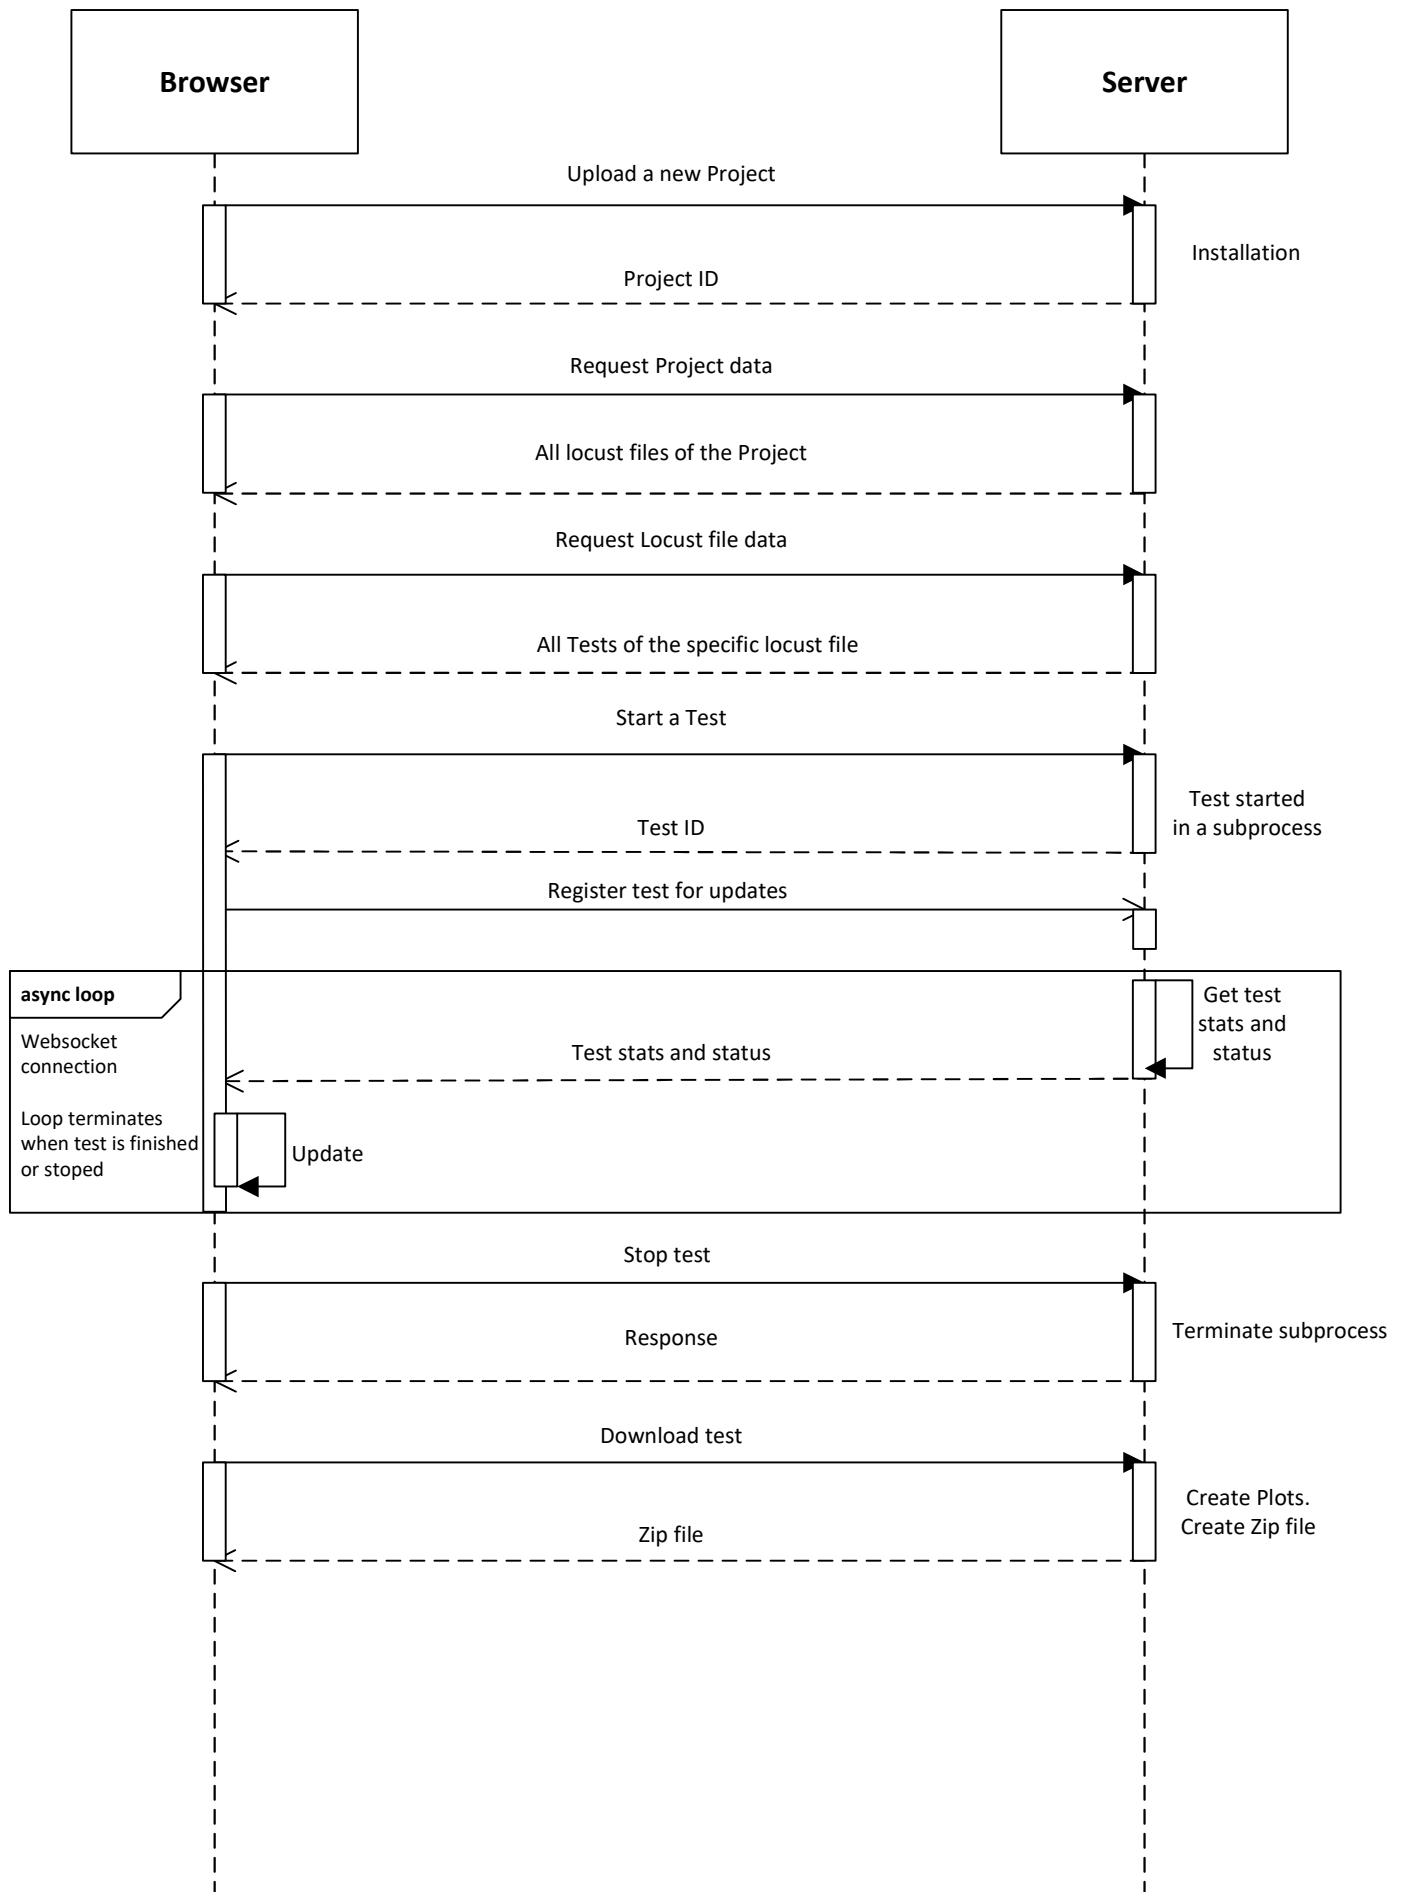 Browser
Server
Upload a new Project
Installation
Project ID
Request Project data
All locust files of the Project
Request Locust file data
All Tests of the specific locust file
Start a Test
Test started
in a subprocess
Test ID
Register test for updates
async loop
Websocket
connection
Loop terminates
when test is finished
or stoped
Get test
stats and
status
Test stats and status
Update
Stop test
Terminate subprocess
Response
Download test
Create Plots.
Create Zip file
Zip file